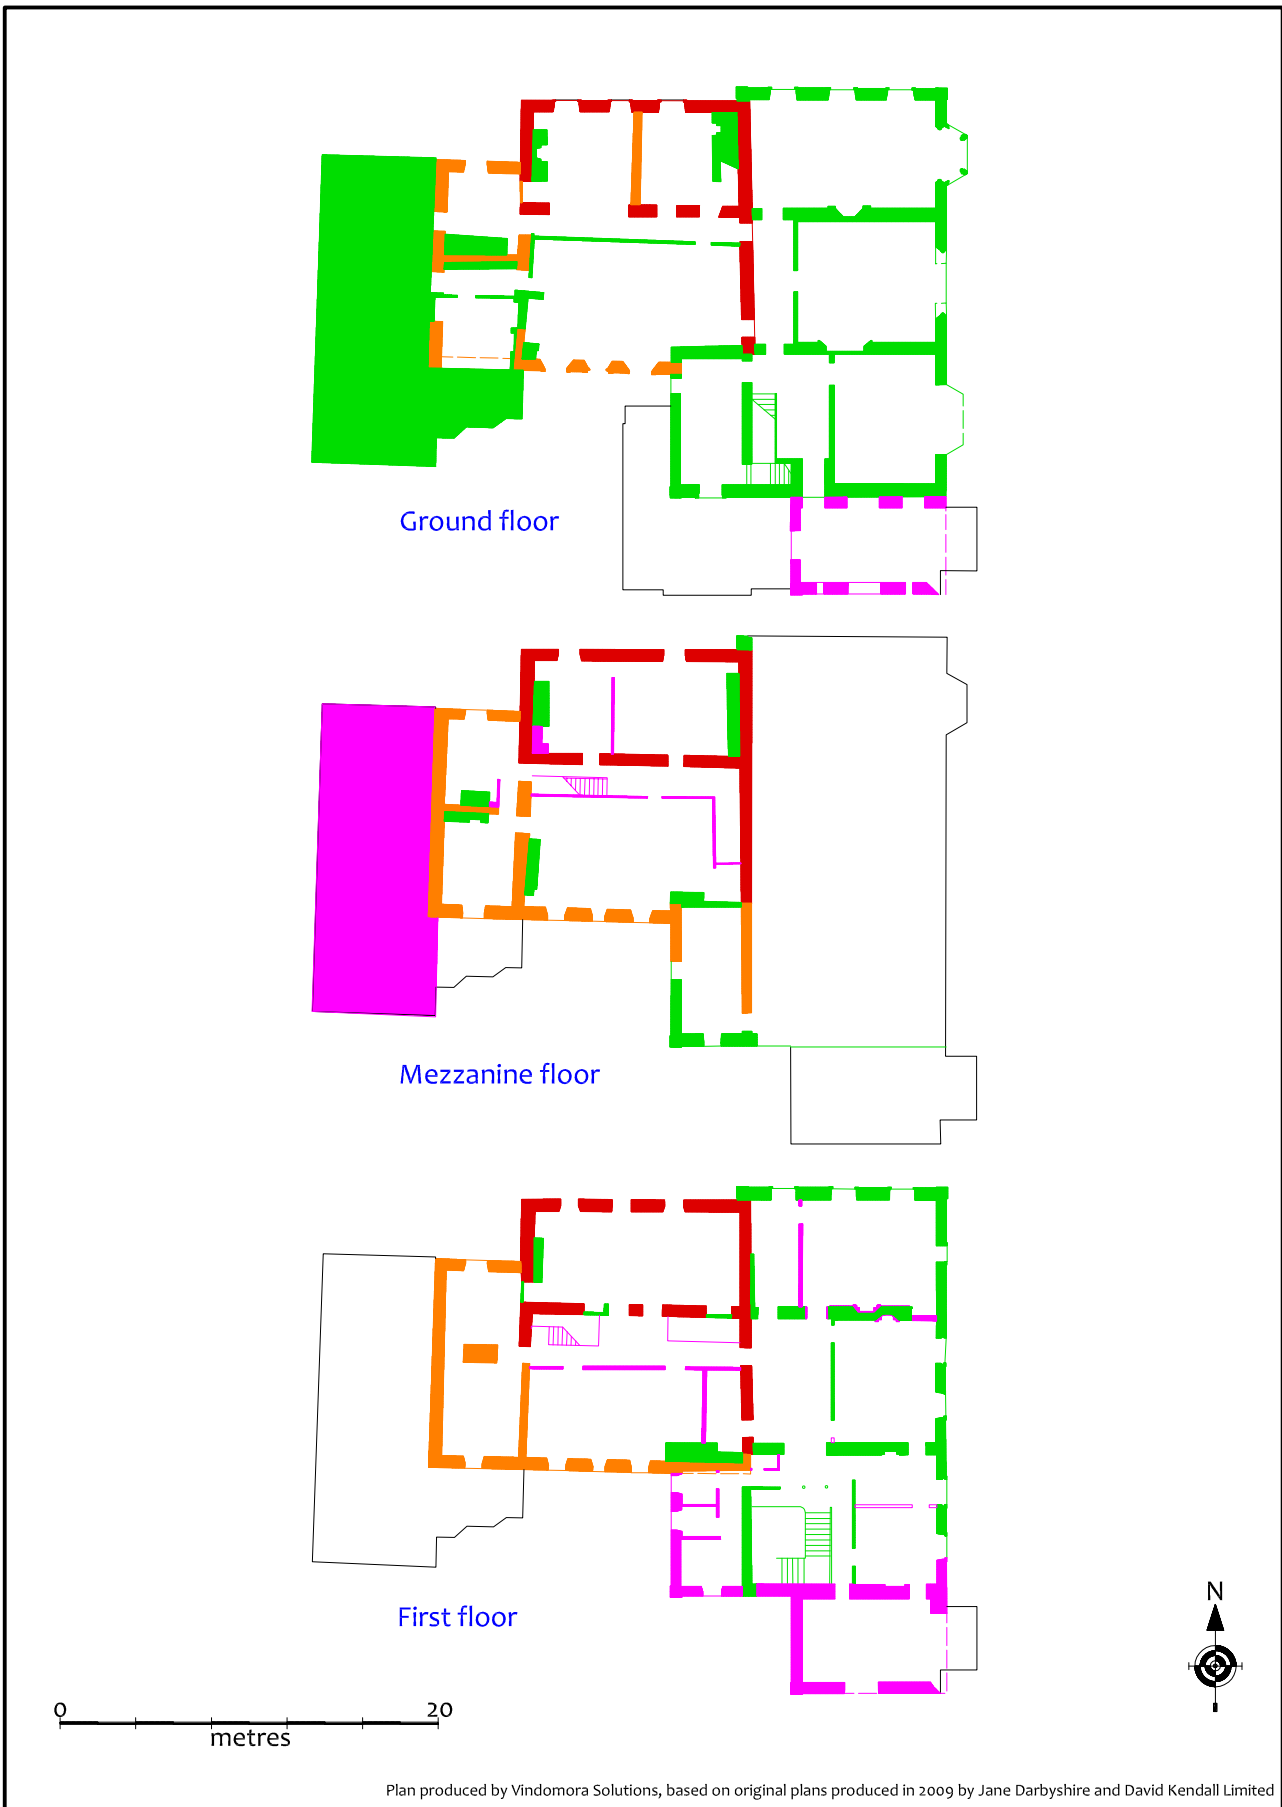 Ground floor
Mezzanine floor
First floor
N
0 20
metres
Plan produced by Vindomora Solutions, based on original plans produced in 2009 by Jane Darbyshire and David Kendall Limited